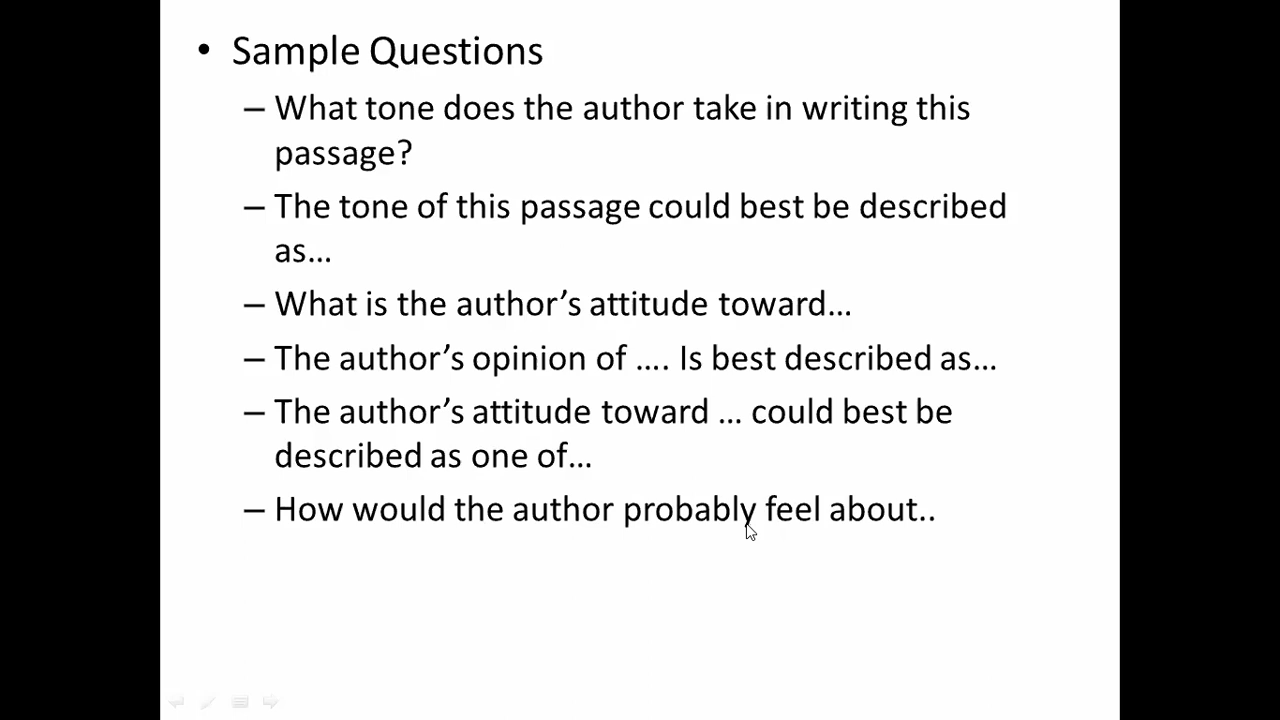 • Sample Questions
– What tone does the author take in writing this
passage?
– The tone of this passage could best be described
as…
– What is the author’s attitude toward…
– The author’s opinion of …. Is best described as…
– The author’s attitude toward … could best be
described as one of…
– How would the author probably feel about..